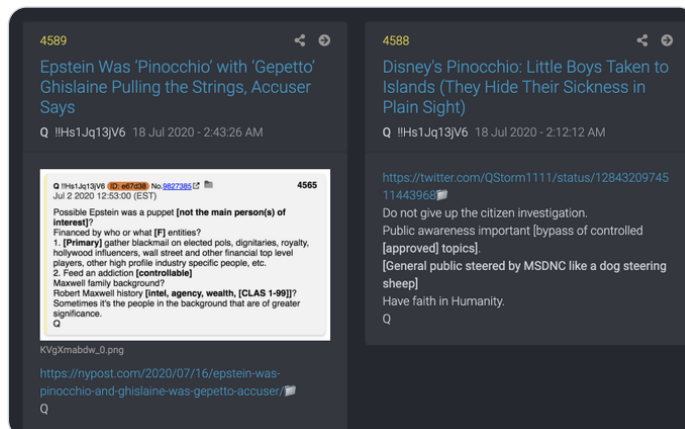 4589
Epstein Was ‘Pinocchio’ with ‘Gepetto’
Ghislaine Pulling the Strings, Accuser
Says
Q !!Hs1Jq13jV6 18 Jul 2020 - 2:43:26 AM
Q !!Hs1Jq13jV6 ID: e67d38 No.9827385 4565
Jul 2 2020 12:53:00 (EST)
Possible Epstein was a puppet [not the main person(s) of
interest]?
Financed by who or what [F] entities?
1. [Primary] gather blackmail on elected pols, dignitaries, royalty,
hollywood influencers, wall street and other financial top level
players, other high profile industry specific people, etc.
2. Feed an addiction [controllable]
Maxwell family background?
Robert Maxwell history [intel, agency, wealth, [CLAS 1-99]]?
Sometimes it's the people in the background that are of greater
significance.
Q
KVgXmabdw_0.png
https://nypost.com/2020/07/16/epstein-was-
pinocchio-and-ghislaine-was-gepetto-accuser/
Q
4588
Disney's Pinocchio: Little Boys Taken to
Islands (They Hide Their Sickness in
Plain Sight)
Q !!Hs1Jq13jV6 18 Jul 2020 - 2:12:12 AM
https://twitter.com/QStorm1111/status/12843209745
11443968
Do not give up the citizen investigation.
Public awareness important [bypass of controlled
[approved] topics].
[General public steered by MSDNC like a dog steering
sheep]
Have faith in Humanity.
Q